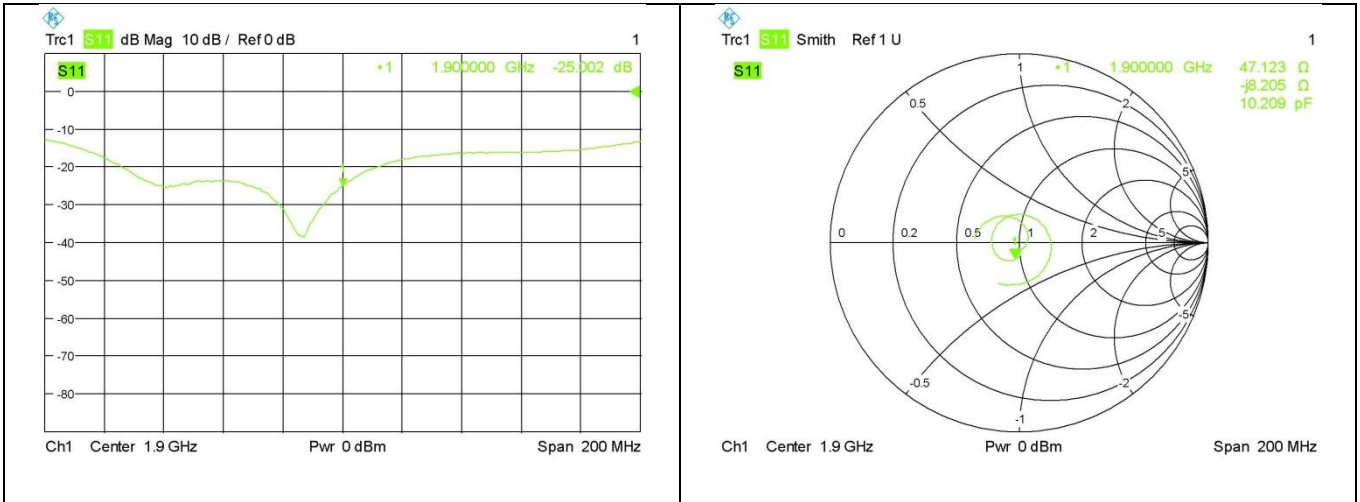 Trc1 S11 dB Mag 10 dB / Ref 0 dB 1
S11 •1 1.900000 GHz -25.002 dB
0
-10
-20
-30
-40
-50
-60
-70
-80
1
Ch1 Center 1.9 GHz Pwr 0 dBm Span 200 MHz
Trc1 S11 Smith Ref 1 U 1
S11 •1 1.900000 GHz 47.123 Ω
-j8.205 Ω
10.209 pF
1
0.5 2
5
0 0.2 0.5 1 2 5
1
-5
-0.5 -2
-1
Ch1 Center 1.9 GHz Pwr 0 dBm Span 200 MHz